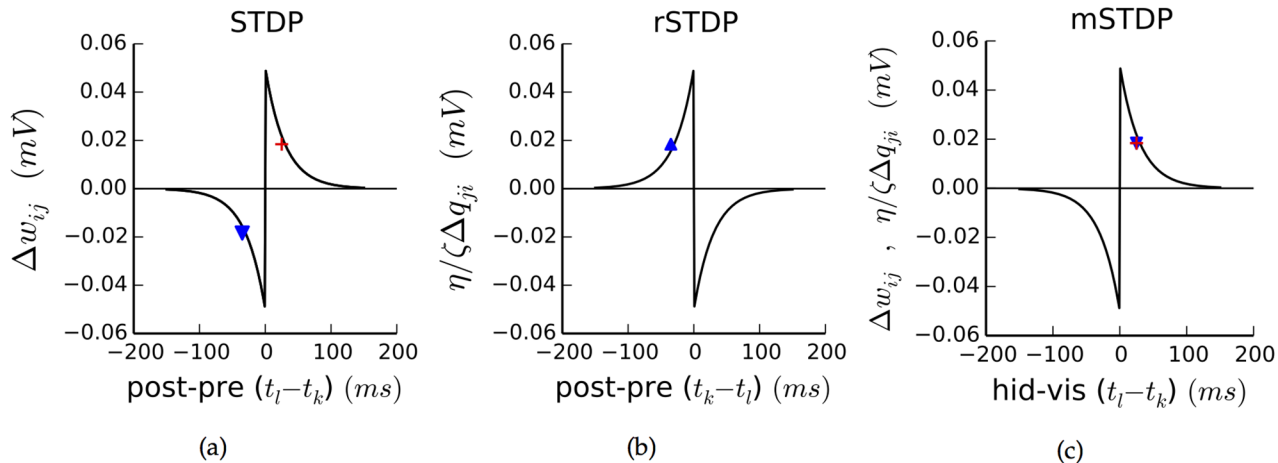 STDP
0.06
0.04
0.02
0.00
−0.02
−0.04
−0.06
−200 −100 0 100 200
Δw_ij (mV)
post-pre (t_l−t_k) (ms)
(a)
rSTDP
0.06
0.04
0.02
0.00
−0.02
−0.04
−0.06
−200 −100 0 100 200
η/ζΔq_ji (mV)
post-pre (t_k−t_l) (ms)
(b)
mSTDP
0.06
0.04
0.02
0.00
−0.02
−0.04
−0.06
−200 −100 0 100 200
Δw_ij , η/ζΔq_ji (mV)
hid-vis (t_l−t_k) (ms)
(c)